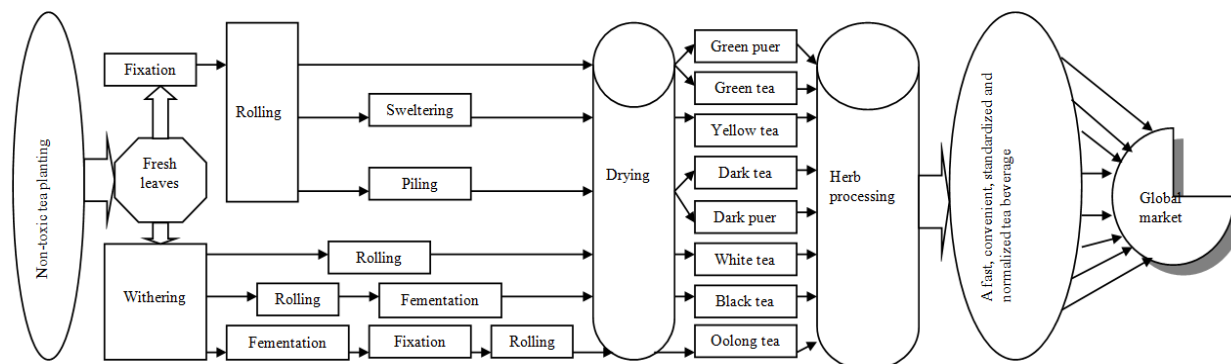 Non-toxic tea planting
Fresh
leaves
Fixation
Rolling
Sweltering
Piling
Withering
Rolling
Rolling
Fementation
Fementation
Fixation
Rolling
Drying
Green puer
Green tea
Yellow tea
Dark tea
Dark puer
White tea
Black tea
Oolong tea
Herb
processing
A fast, convenient, standardized and
normalized tea beverage
Global
market